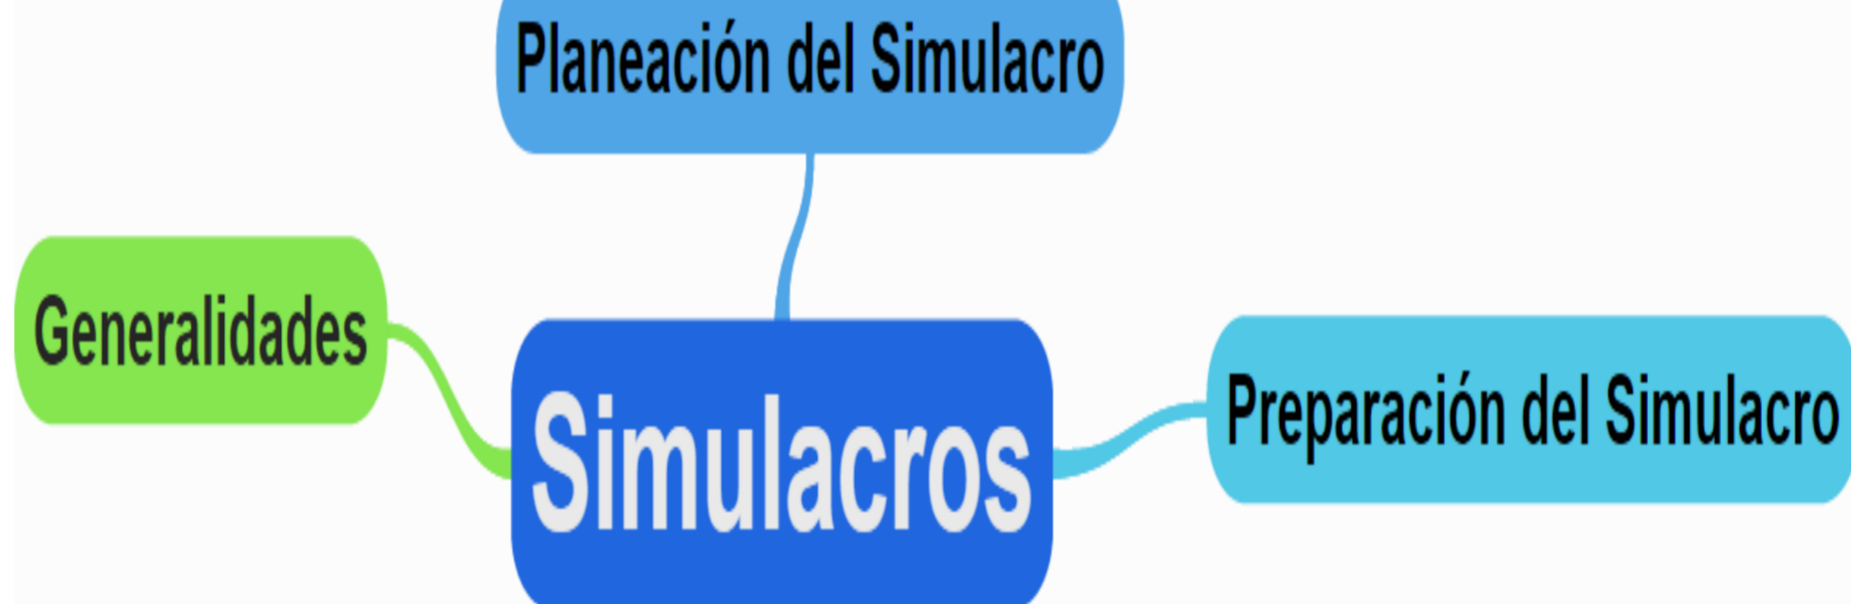 Planeación del Simulacro
Generalidades
Simulacros
Preparación del Simulacro